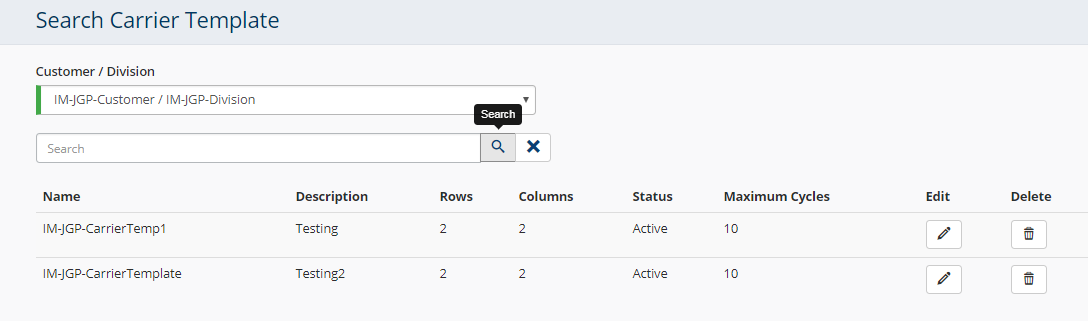 Search Carrier Template
Customer / Division
IM-JGP-Customer / IM-JGP-Division
Search
Search
Name Description Rows Columns Status Maximum Cycles Edit Delete
IM-JGP-CarrierTemp1 Testing 2 2 Active 10
IM-JGP-CarrierTemplate Testing2 2 2 Active 10